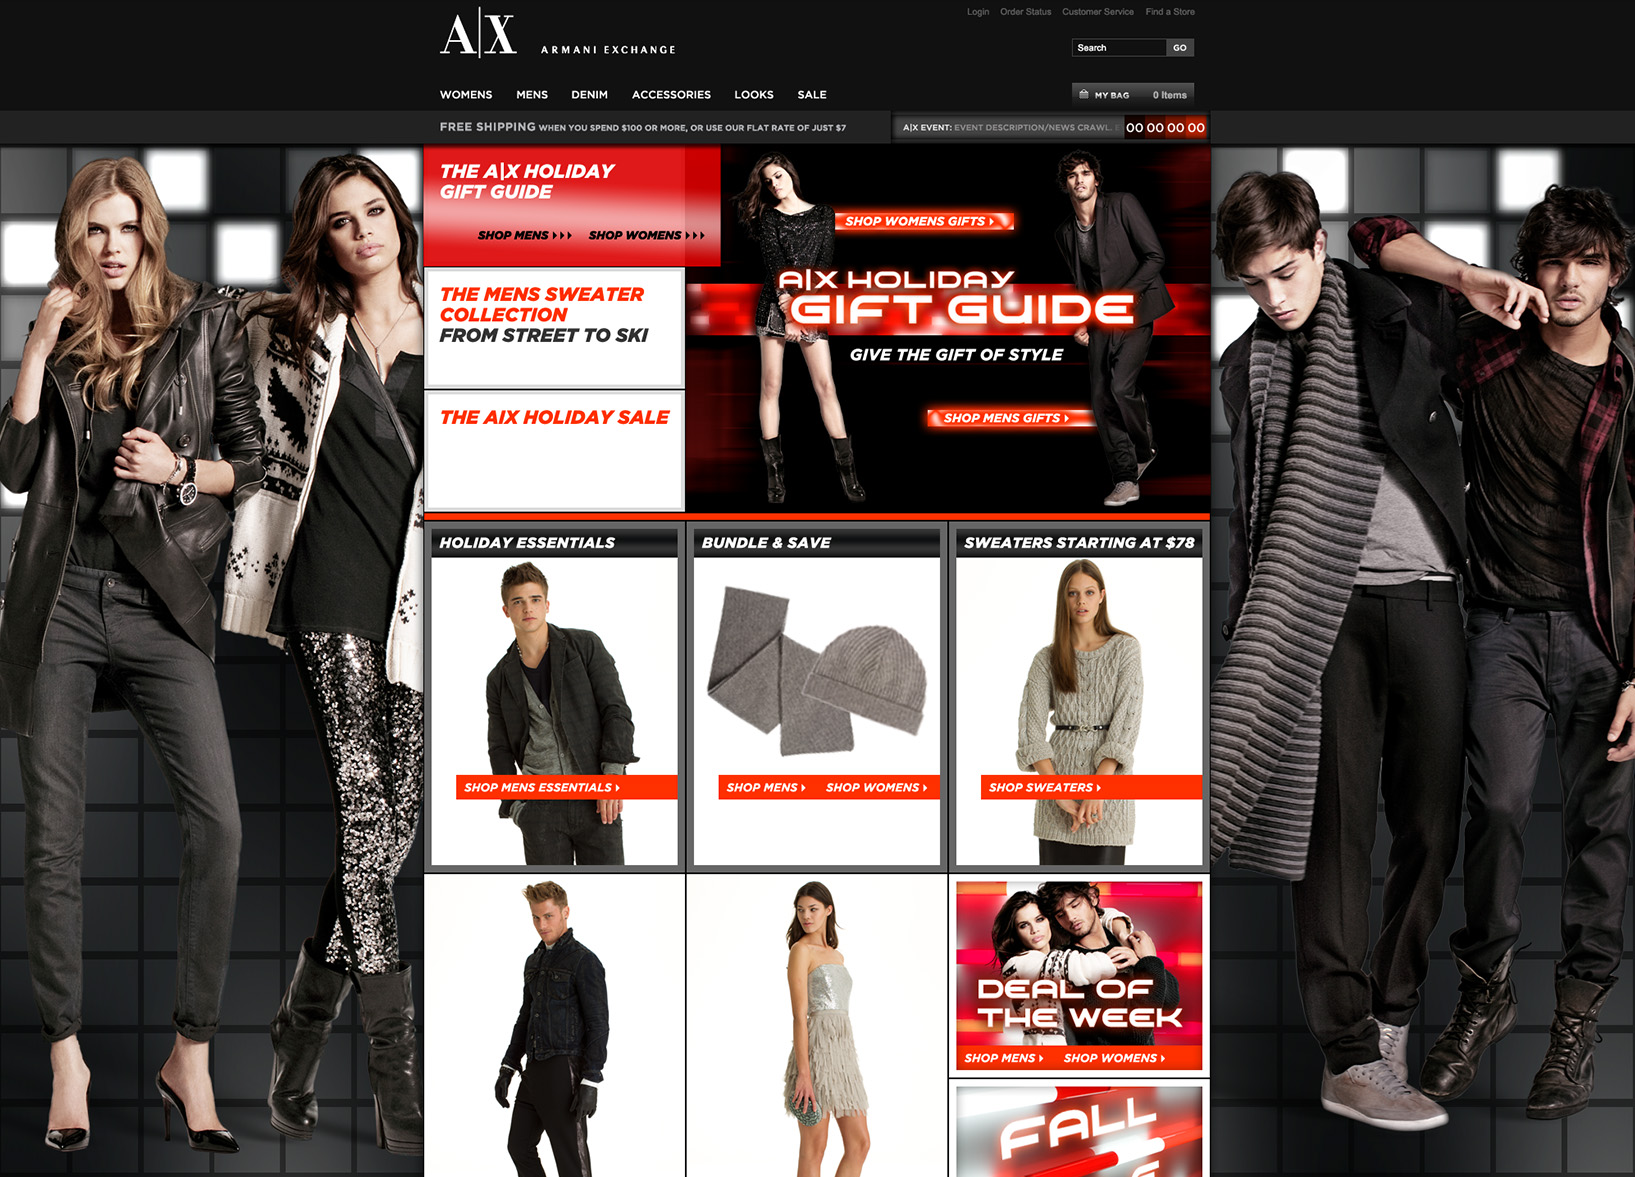 A|X ARMANI EXCHANGE
Login Order Status Customer Service Find a Store
Search GO
WOMENS MENS DENIM ACCESSORIES LOOKS SALE
MY BAG 0 Items
FREE SHIPPING WHEN YOU SPEND $100 OR MORE, OR USE OUR FLAT RATE OF JUST $7
A|X EVENT: EVENT DESCRIPTION/NEWS CRAWL. 00 00 00 00
THE A|X HOLIDAY
GIFT GUIDE
SHOP MENS SHOP WOMENS
THE MENS SWEATER
COLLECTION
FROM STREET TO SKI
THE AIX HOLIDAY SALE
SHOP WOMENS GIFTS
A|X HOLIDAY
GIFT GUIDE
GIVE THE GIFT OF STYLE
SHOP MENS GIFTS
HOLIDAY ESSENTIALS
SHOP MENS ESSENTIALS
BUNDLE & SAVE
SHOP MENS SHOP WOMENS
SWEATERS STARTING AT $78
SHOP SWEATERS
DEAL OF
THE WEEK
SHOP MENS SHOP WOMENS
FALL